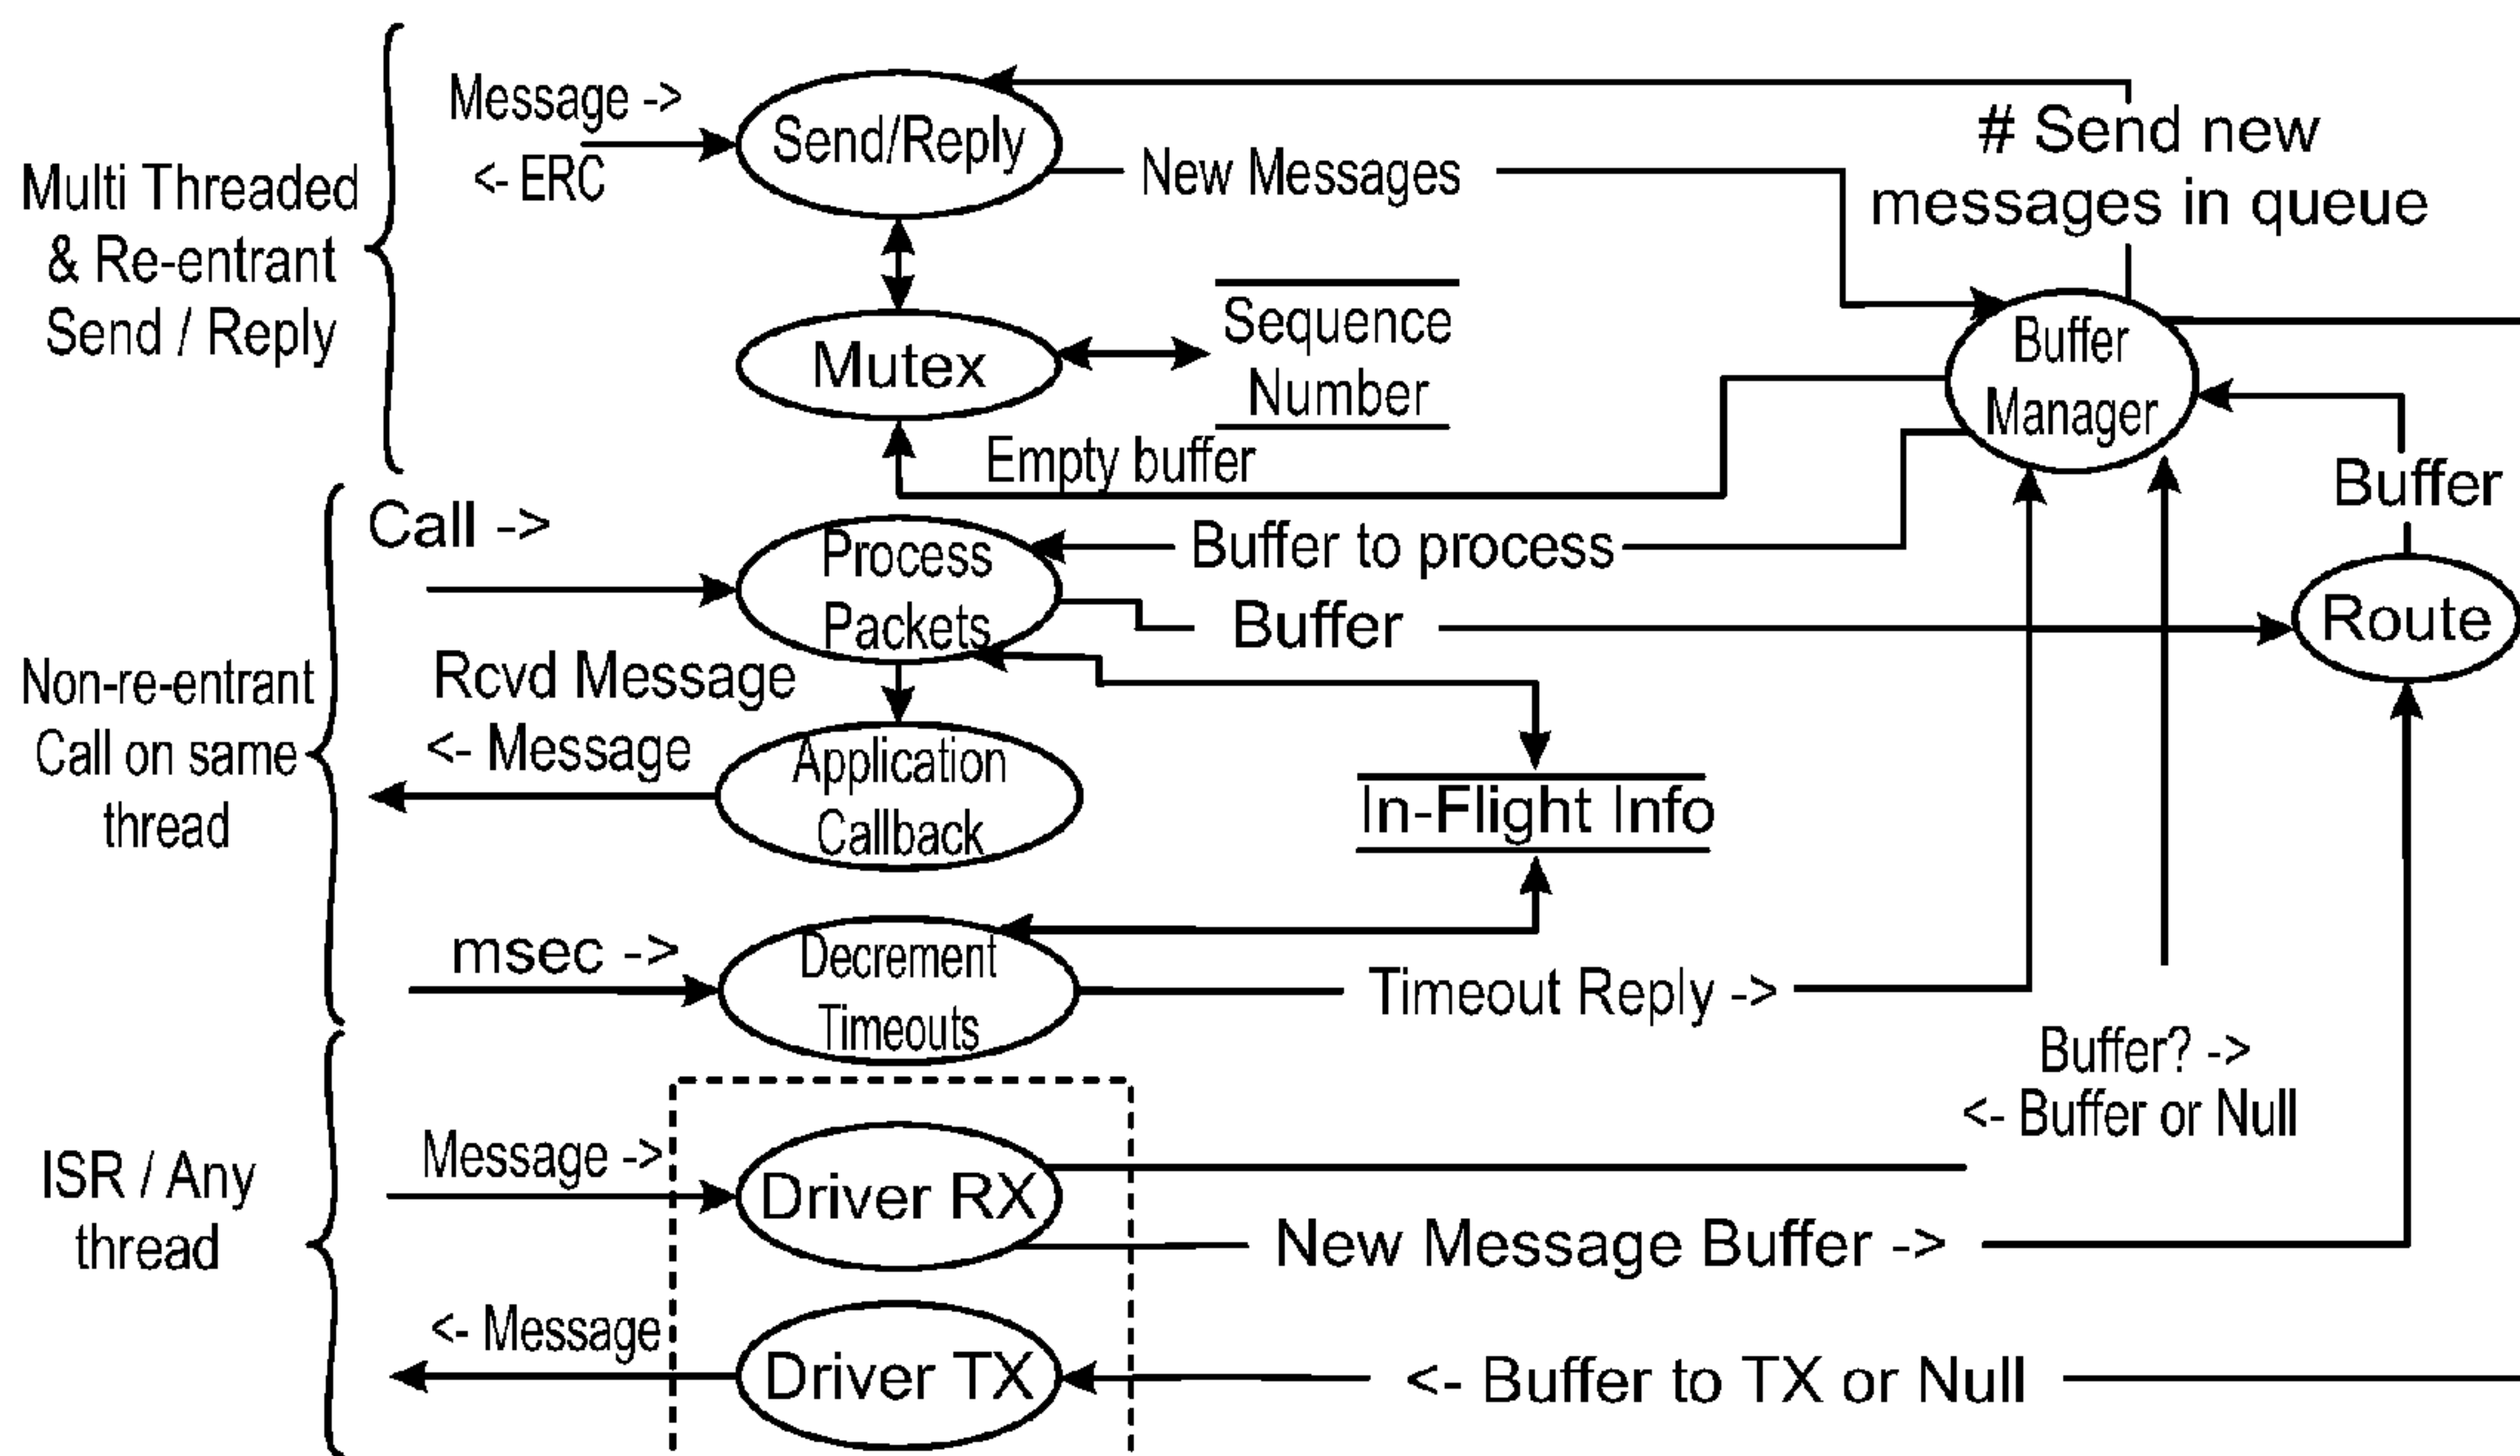 Message ->
<- ERC
Multi Threaded
& Re-entrant
Send / Reply
Send/Reply
New Messages
# Send new
messages in queue
Mutex
Sequence
Number
Empty buffer
Buffer
Manager
Buffer
Call ->
Process
Packets
Buffer to process
Buffer
Route
Non-re-entrant
Call on same
thread
Rcvd Message
<- Message
Application
Callback
In-Flight Info
msec ->
Decrement
Timeouts
Timeout Reply ->
Buffer? ->
<- Buffer or Null
ISR / Any
thread
Message ->
Driver RX
New Message Buffer ->
<- Message
Driver TX
<- Buffer to TX or Null